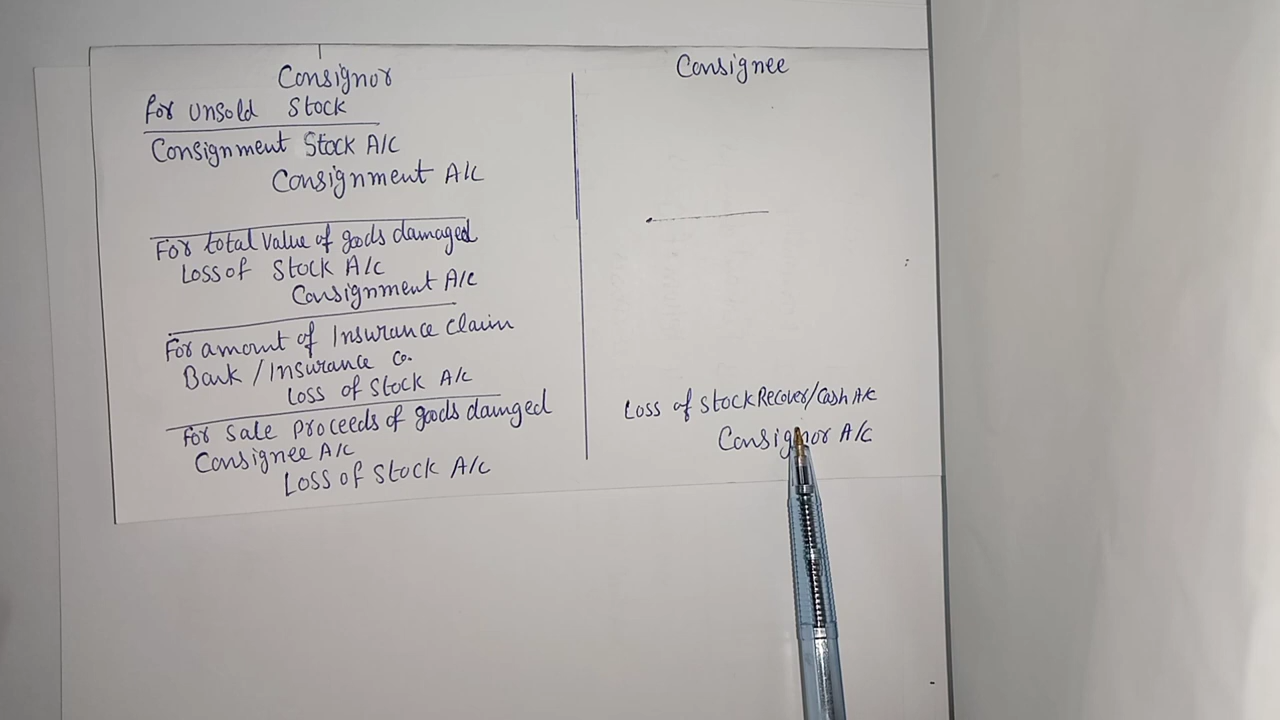 Consignor
for unsold Stock
Consignment Stock A/c
Consignment A/c
For total value of goods damaged
Loss of Stock A/c
Consignment A/c
For amount of Insurance claim
Bank / Insurance Co.
Loss of Stock A/c
for sale proceeds of goods damged
Consignee A/c
Loss of Stock A/c
Consignee
Loss of Stock Recover/Cash A/c
Consignor A/c